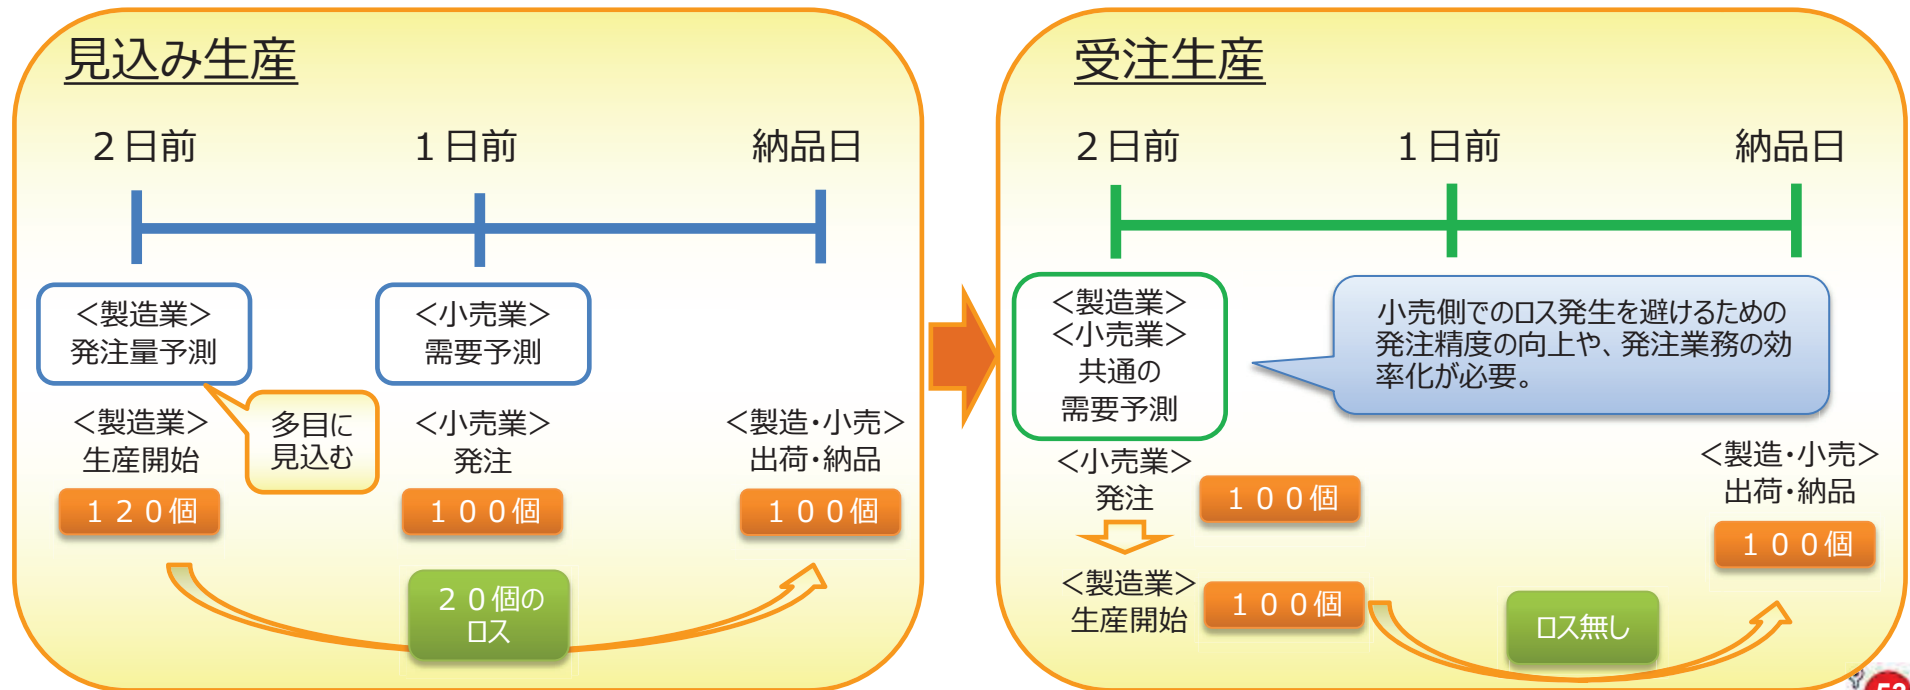 見込み生産
２日前
１日前
納品日
＜製造業＞
発注量予測
＜小売業＞
需要予測
＜製造業＞
生産開始
多目に
見込む
＜小売業＞
発注
＜製造・小売＞
出荷・納品
１２０個
１００個
１００個
２０個の
ロス
受注生産
２日前
１日前
納品日
＜製造業＞
＜小売業＞
共通の
需要予測
小売側でのロス発生を避けるための
発注精度の向上や、発注業務の効
率化が必要。
＜小売業＞
発注
１００個
＜製造業＞
生産開始
１００個
＜製造・小売＞
出荷・納品
１００個
ロス無し